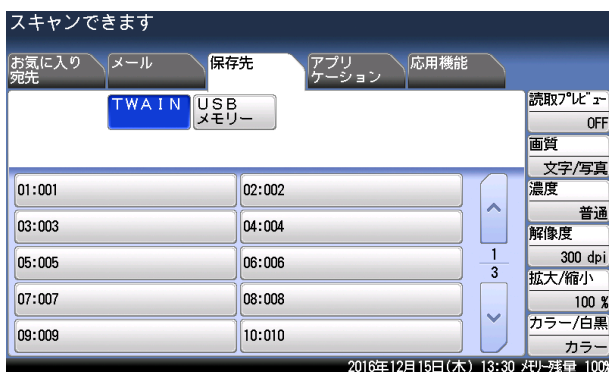 スキャンできます
お気に入り
宛先
メール
保存先
アプリ
ケーション
応用機能
TWAIN
USB
メモリー
読取ﾌﾟﾚﾋﾞｭｰ
OFF
画質
文字/写真
濃度
普通
解像度
300 dpi
拡大/縮小
100 %
カラー/白黒
カラー
01:001
02:002
03:003
04:004
05:005
06:006
07:007
08:008
09:009
10:010
1
3
2016年12月15日(木) 13:30 ﾒﾓﾘｰ残量 100%